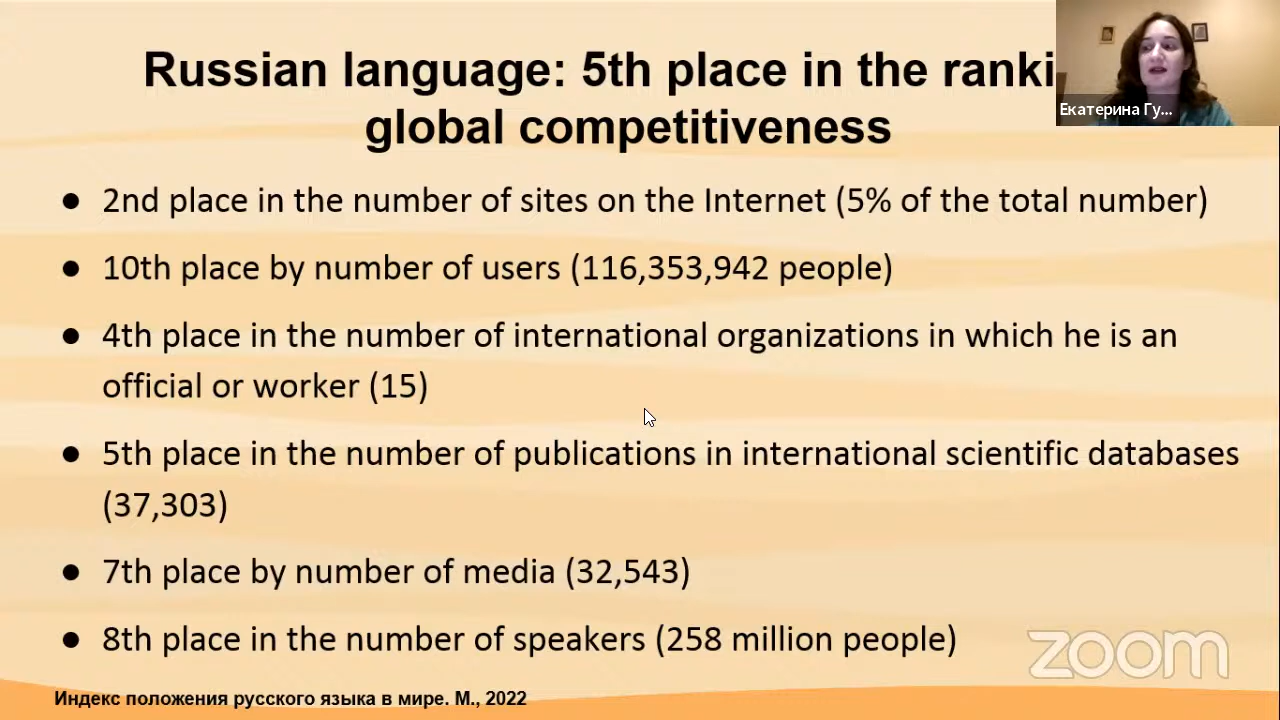 Russian language: 5th place in the ranki
global competitiveness
Екатерина Гу...
● 2nd place in the number of sites on the Internet (5% of the total number)
● 10th place by number of users (116,353,942 people)
● 4th place in the number of international organizations in which he is an
official or worker (15)
● 5th place in the number of publications in international scientific databases
(37,303)
● 7th place by number of media (32,543)
● 8th place in the number of speakers (258 million people)
zoom
Индекс положения русского языка в мире. М., 2022